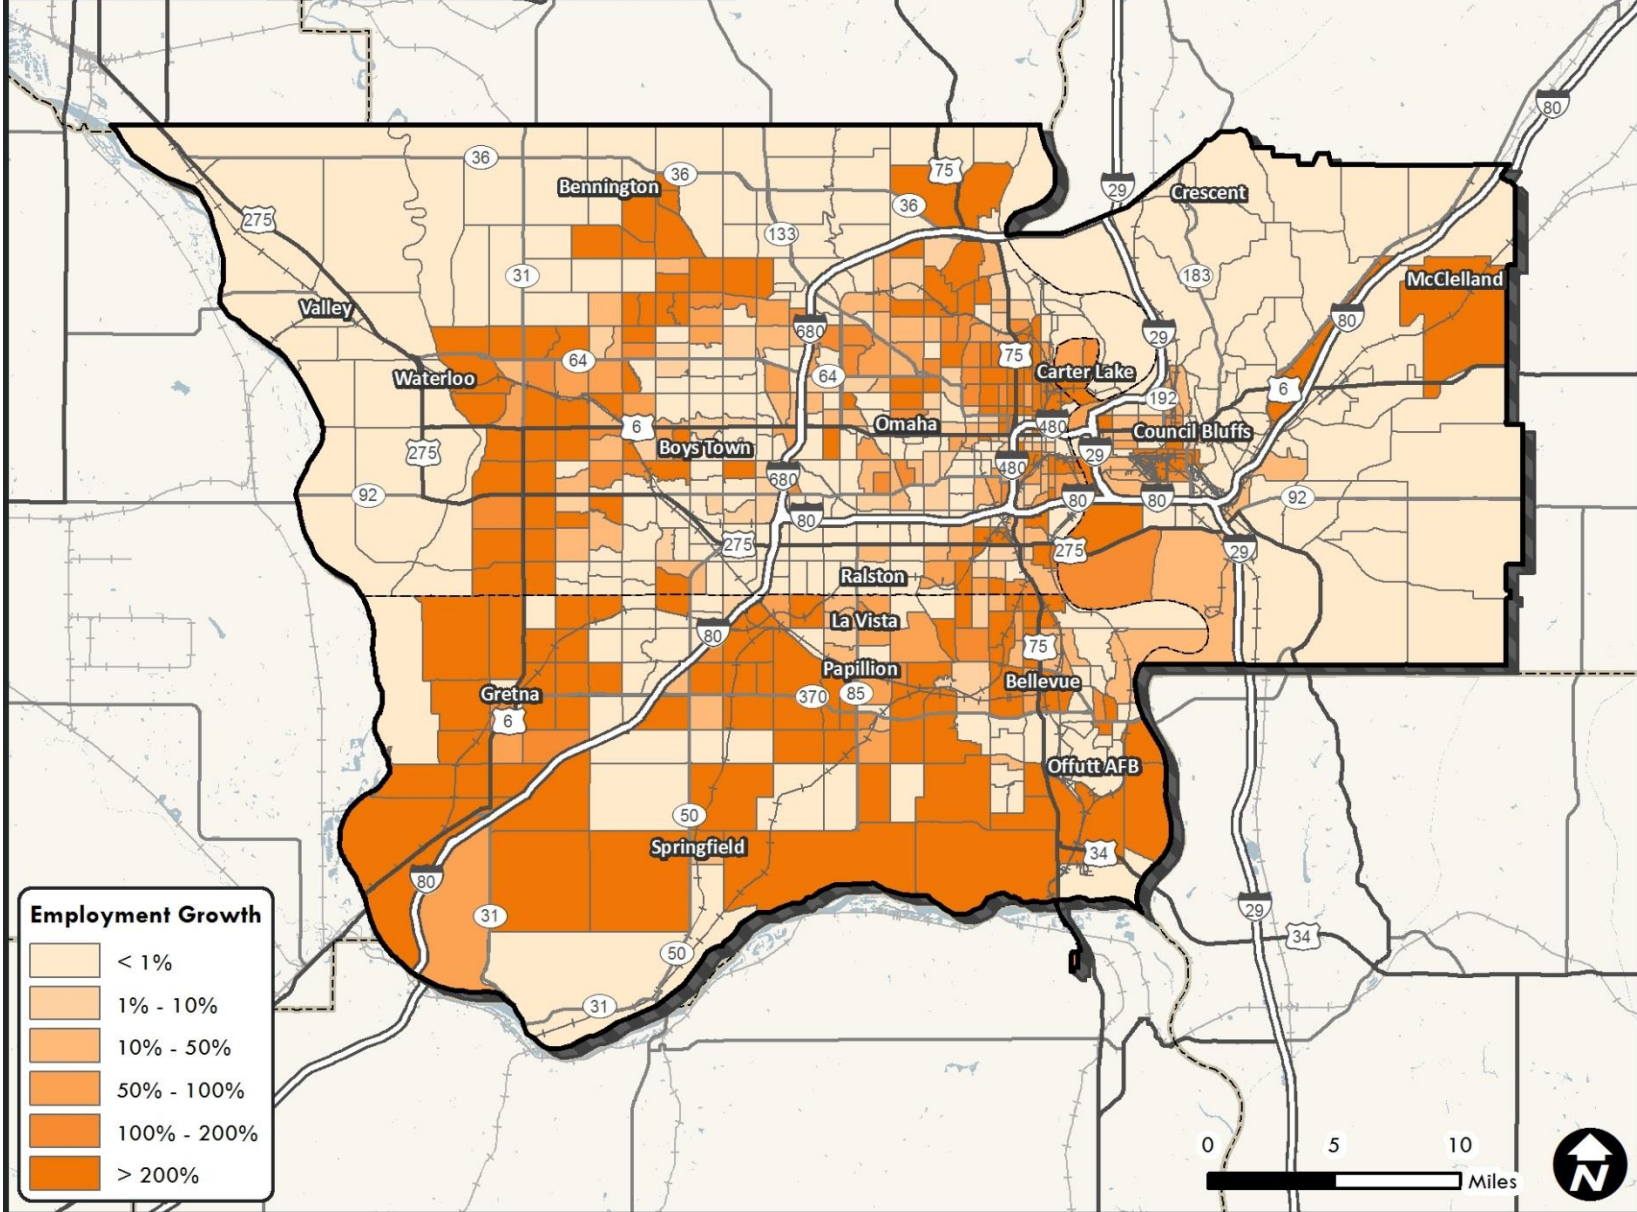 80
36
36
75
29
Bennington
Crescent
36
275
133
31
183
McClelland
Valley
80
680
29
75
64
64
Carter Lake
Waterloo
6
192
6
480
Omaha
Council Bluffs
Boys Town
275
29
480
680
92
80
80
92
80
275
275
29
Ralston
La Vista
80
75
Papillion
Bellevue
Gretna
370
85
6
Offutt AFB
50
Springfield
34
80
29
31
34
50
31
Employment Growth
< 1%
1% - 10%
10% - 50%
50% - 100%
100% - 200%
> 200%
0 5 10
Miles
N